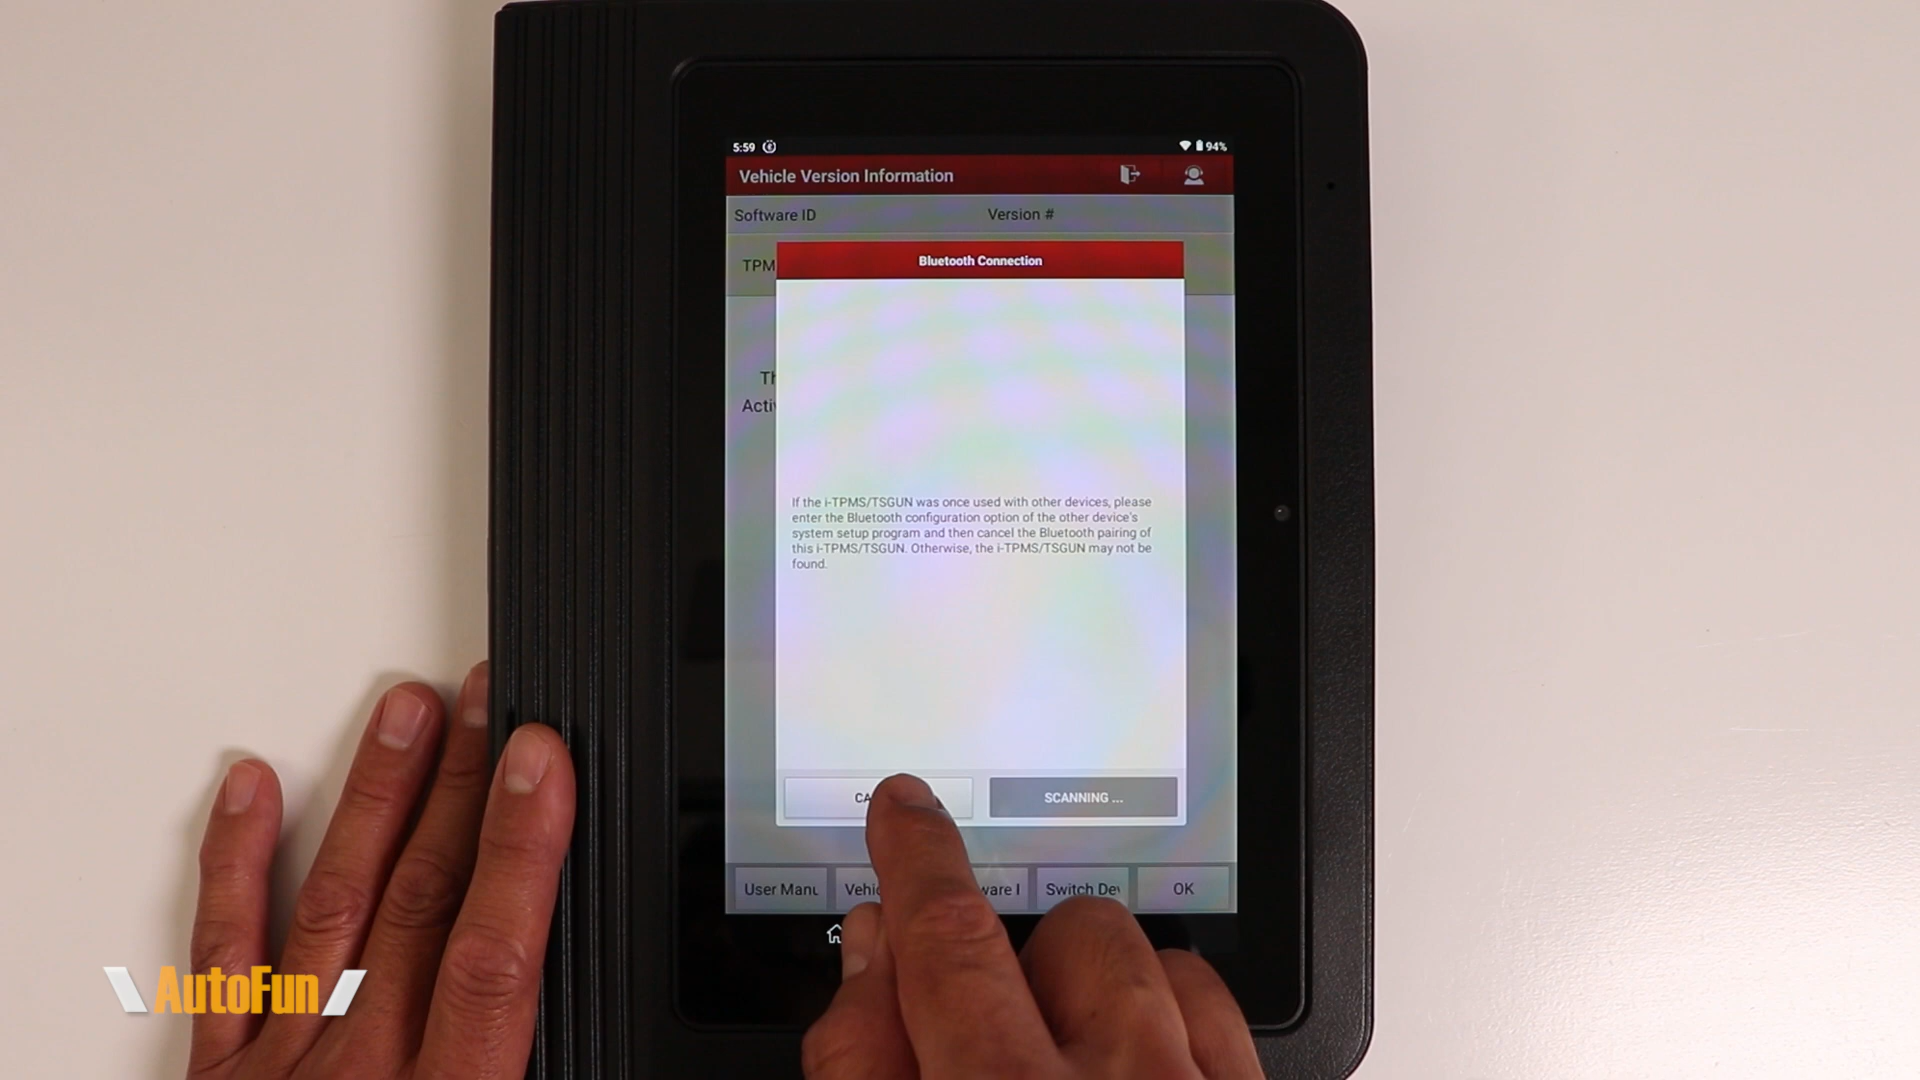 5:59
94%
Vehicle Version Information
Software ID Version #
TPM
Bluetooth Connection
Th
Acti
If the i-TPMS/TSGUN was once used with other devices, please
enter the Bluetooth configuration option of the other device's
system setup program and then cancel the Bluetooth pairing of
this i-TPMS/TSGUN. Otherwise, the i-TPMS/TSGUN may not be
found.
CA
SCANNING ...
User Manu
Vehic
ware I
Switch Dev
OK
AutoFun